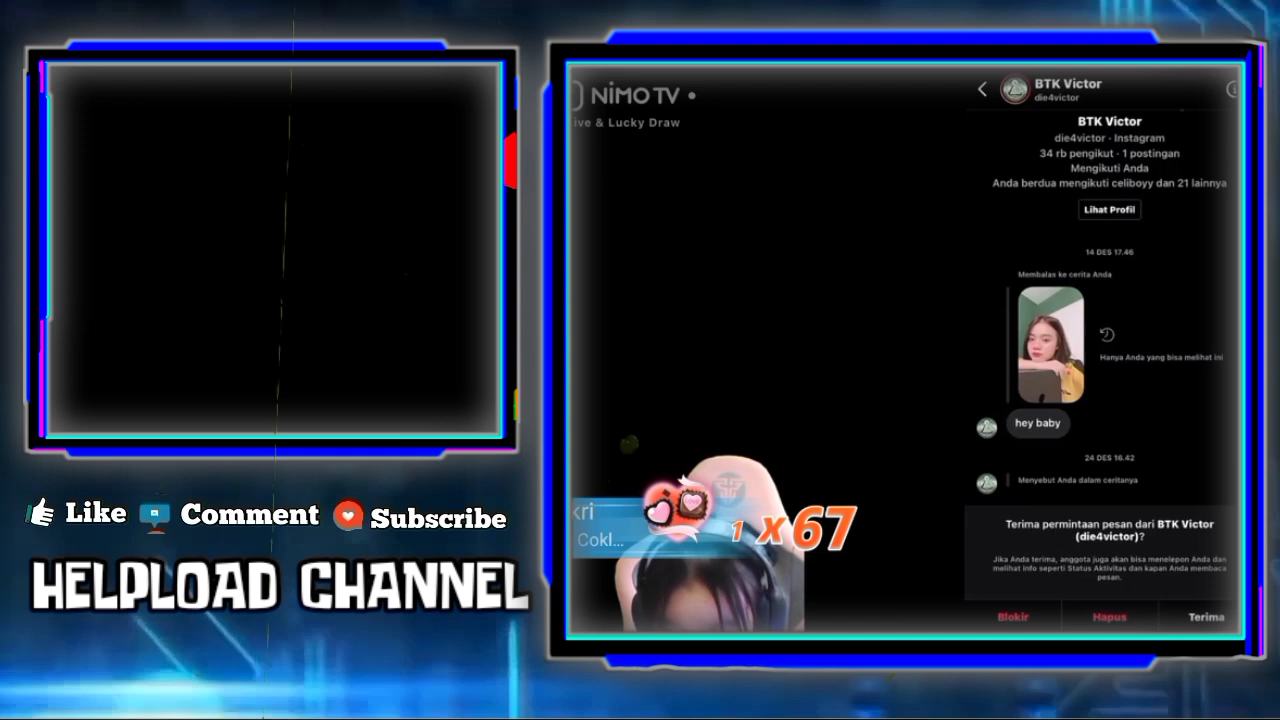 NIMO TV
ive & Lucky Draw
BTK Victor
die4victor
BTK Victor
die4victor · Instagram
34 rb pengikut · 1 postingan
Mengikuti Anda
Anda berdua mengikuti celiboyy dan 21 lainnya
Lihat Profil
14 DES 17.46
Membalas ke cerita Anda
Hanya Anda yang bisa melihat ini
hey baby
24 DES 16.42
Menyebut Anda dalam ceritanya
Terima permintaan pesan dari BTK Victor
(die4victor)?
Jika Anda terima, anggota juga akan bisa menelepon Anda dan
melihat info seperti Status Aktivitas dan kapan Anda membaca
pesan.
Blokir Hapus Terima
kri
Cokl...
1 x 67
Like Comment Subscribe
HELPLOAD CHANNEL